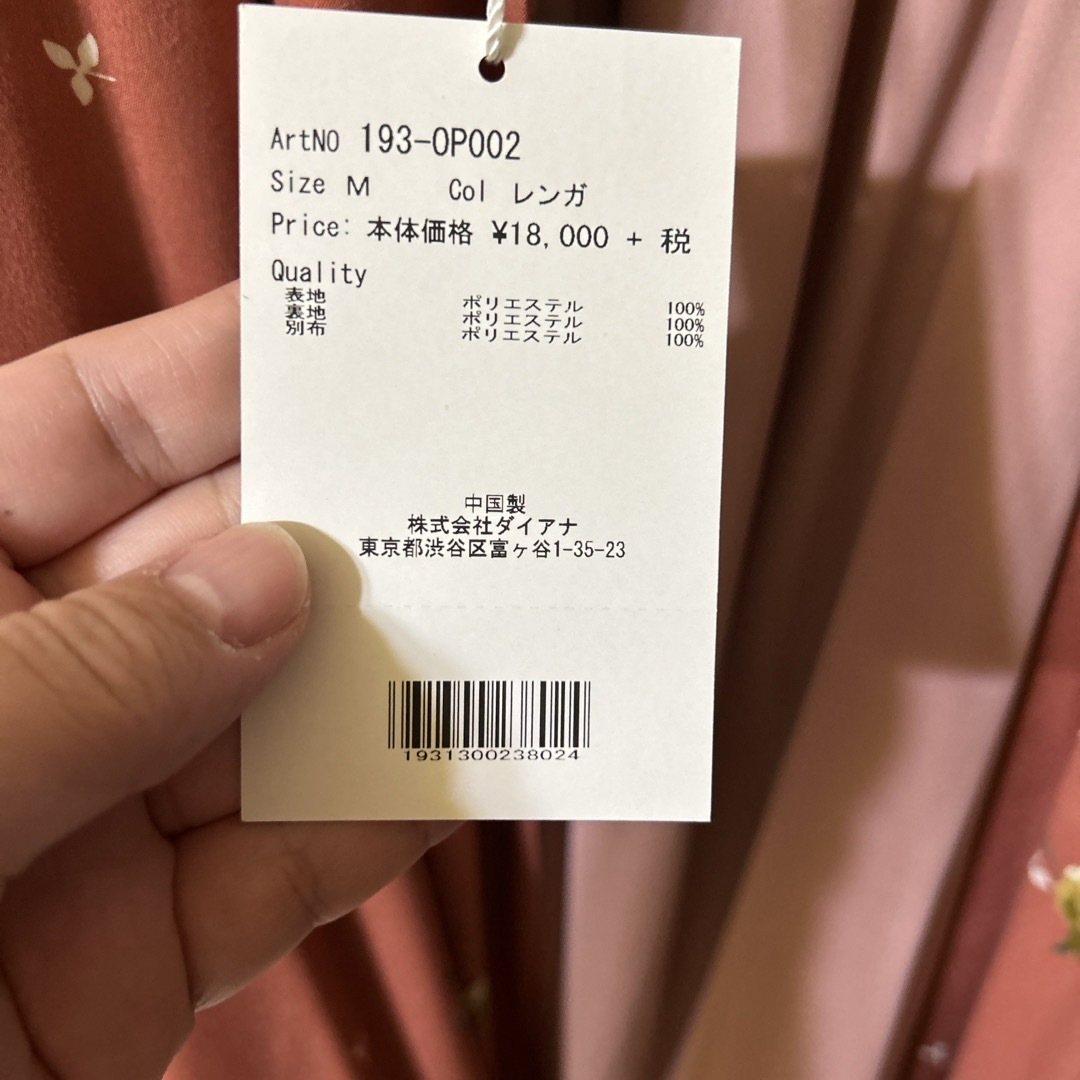 ArtNO 193-OP002
Size M Col レンガ
Price: 本体価格 ¥18,000 + 税
Quality
表地 ポリエステル 100%
裏地 ポリエステル 100%
別布 ポリエステル 100%
中国製
株式会社ダイアナ
東京都渋谷区富ヶ谷1-35-23
1931300238024